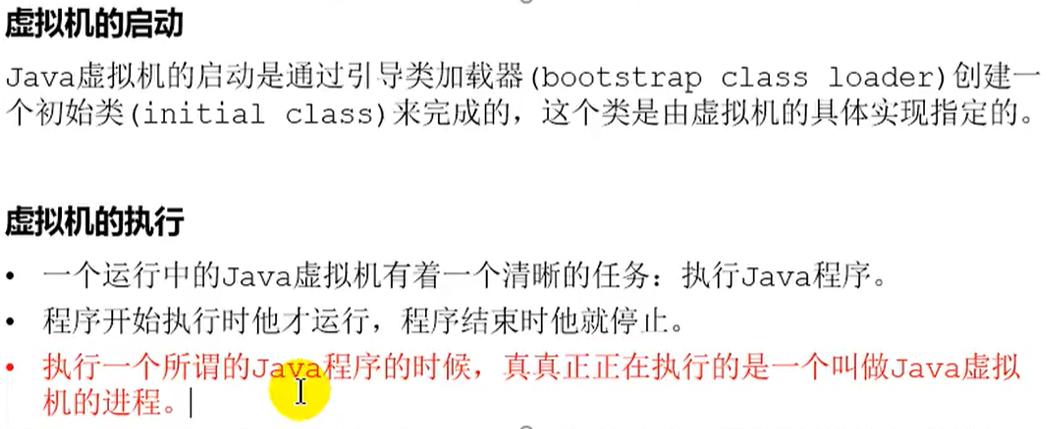 虚拟机的启动
Java虚拟机的启动是通过引导类加载器(bootstrap class loader)创建一
个初始类(initial class)来完成的，这个类是由虚拟机的具体实现指定的。
虚拟机的执行
• 一个运行中的Java虚拟机有着一个清晰的任务：执行Java程序。
• 程序开始执行时他才运行，程序结束时他就停止。
• 执行一个所谓的Java程序的时候，真真正正在执行的是一个叫做Java虚拟
机的进程。